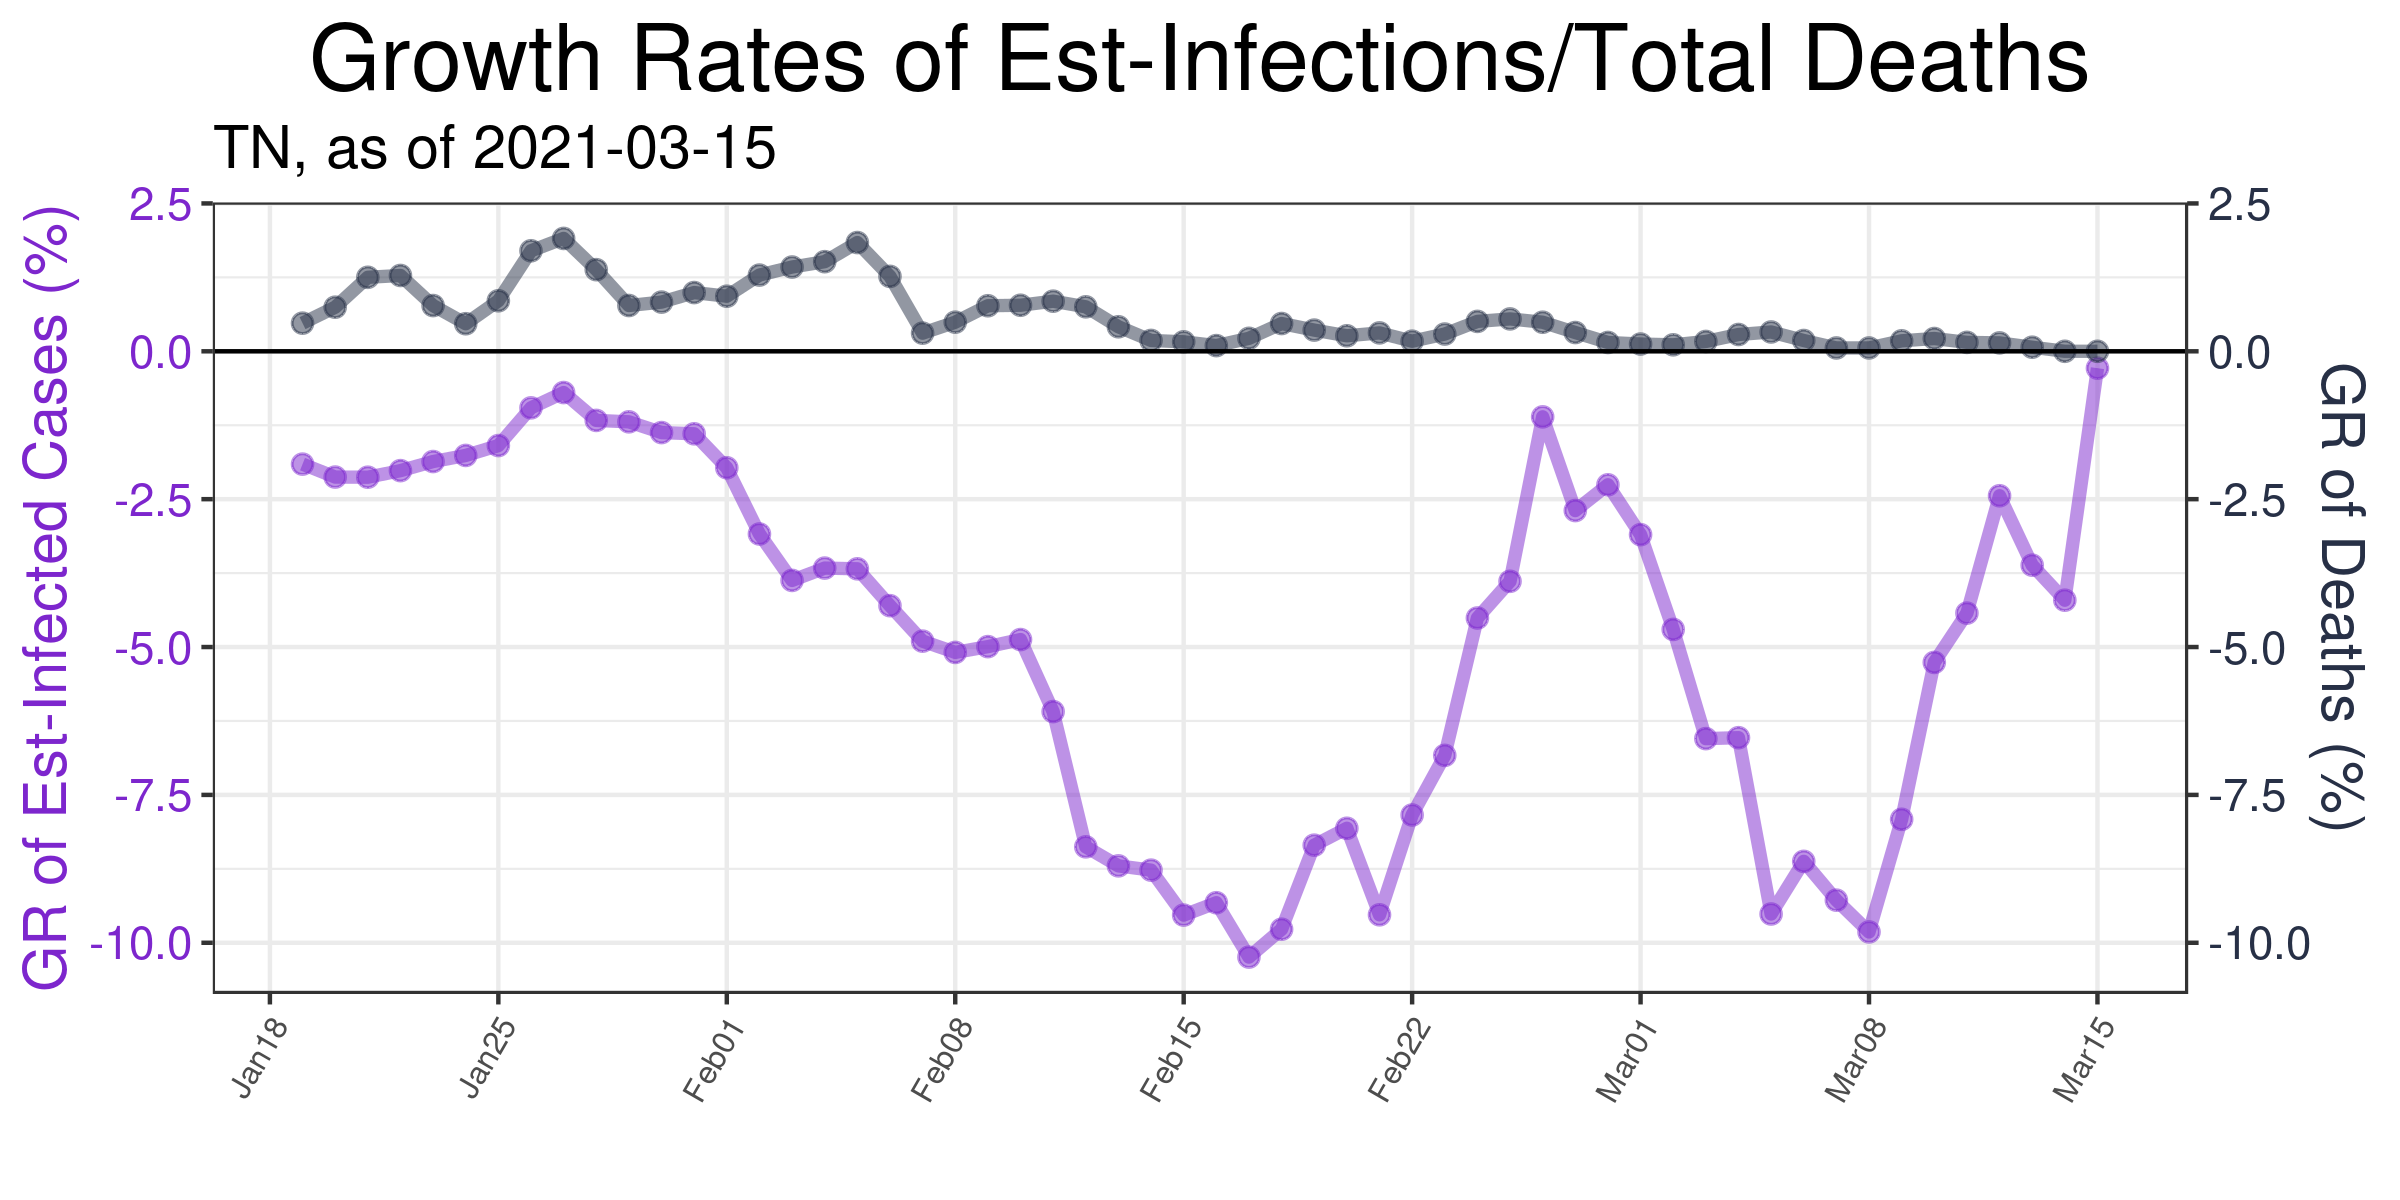 Growth Rates of Est-Infections/Total Deaths
TN, as of 2021-03-15
GR of Est-Infected Cases (%)
2.5
0.0
-2.5
-5.0
-7.5
-10.0
2.5
0.0
-2.5
-5.0
-7.5
-10.0
GR of Deaths (%)
Jan18
Jan25
Feb01
Feb08
Feb15
Feb22
Mar01
Mar08
Mar15